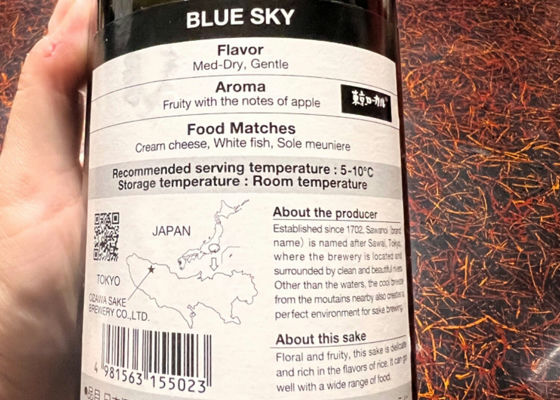 BLUE SKY
Flavor
Med-Dry, Gentle
Aroma
Fruity with the notes of apple
Food Matches
Cream cheese, White fish, Sole meuniere
Recommended serving temperature : 5-10°C
Storage temperature : Room temperature
JAPAN
TOKYO
OZAWA SAKE
BREWERY CO.,LTD.
4 981563 155023
About the producer
Established since 1702. Sawanoi (brand
name) is named after Sawai, Tokyo,
where the brewery is located and
surrounded by clean and beautiful rivers.
Other than the waters, the cool breeze
from the moutains nearby also creates a
perfect environment for sake brewing.
About this sake
Floral and fruity, this sake is delicate
and rich in the flavors of rice. It can go
well with a wide range of food.